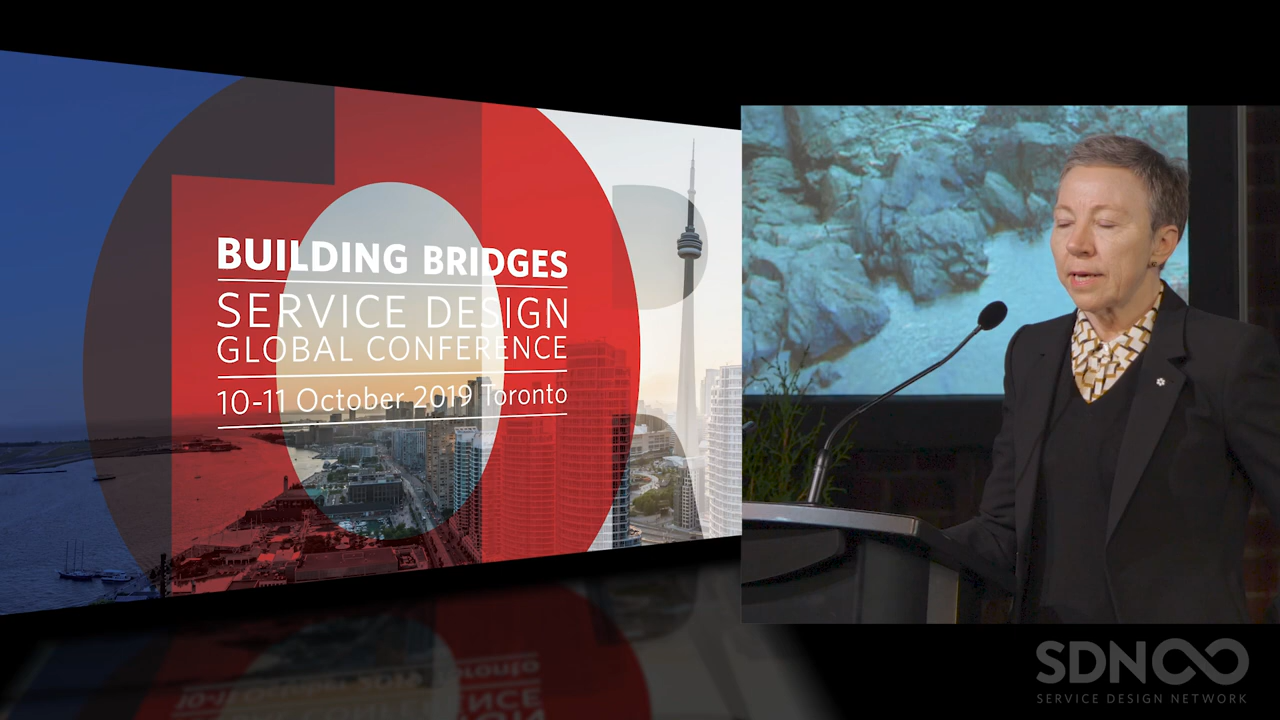 BUILDING BRIDGES
SERVICE DESIGN
GLOBAL CONFERENCE
10-11 October 2019 Toronto
SDN
SERVICE DESIGN NETWORK